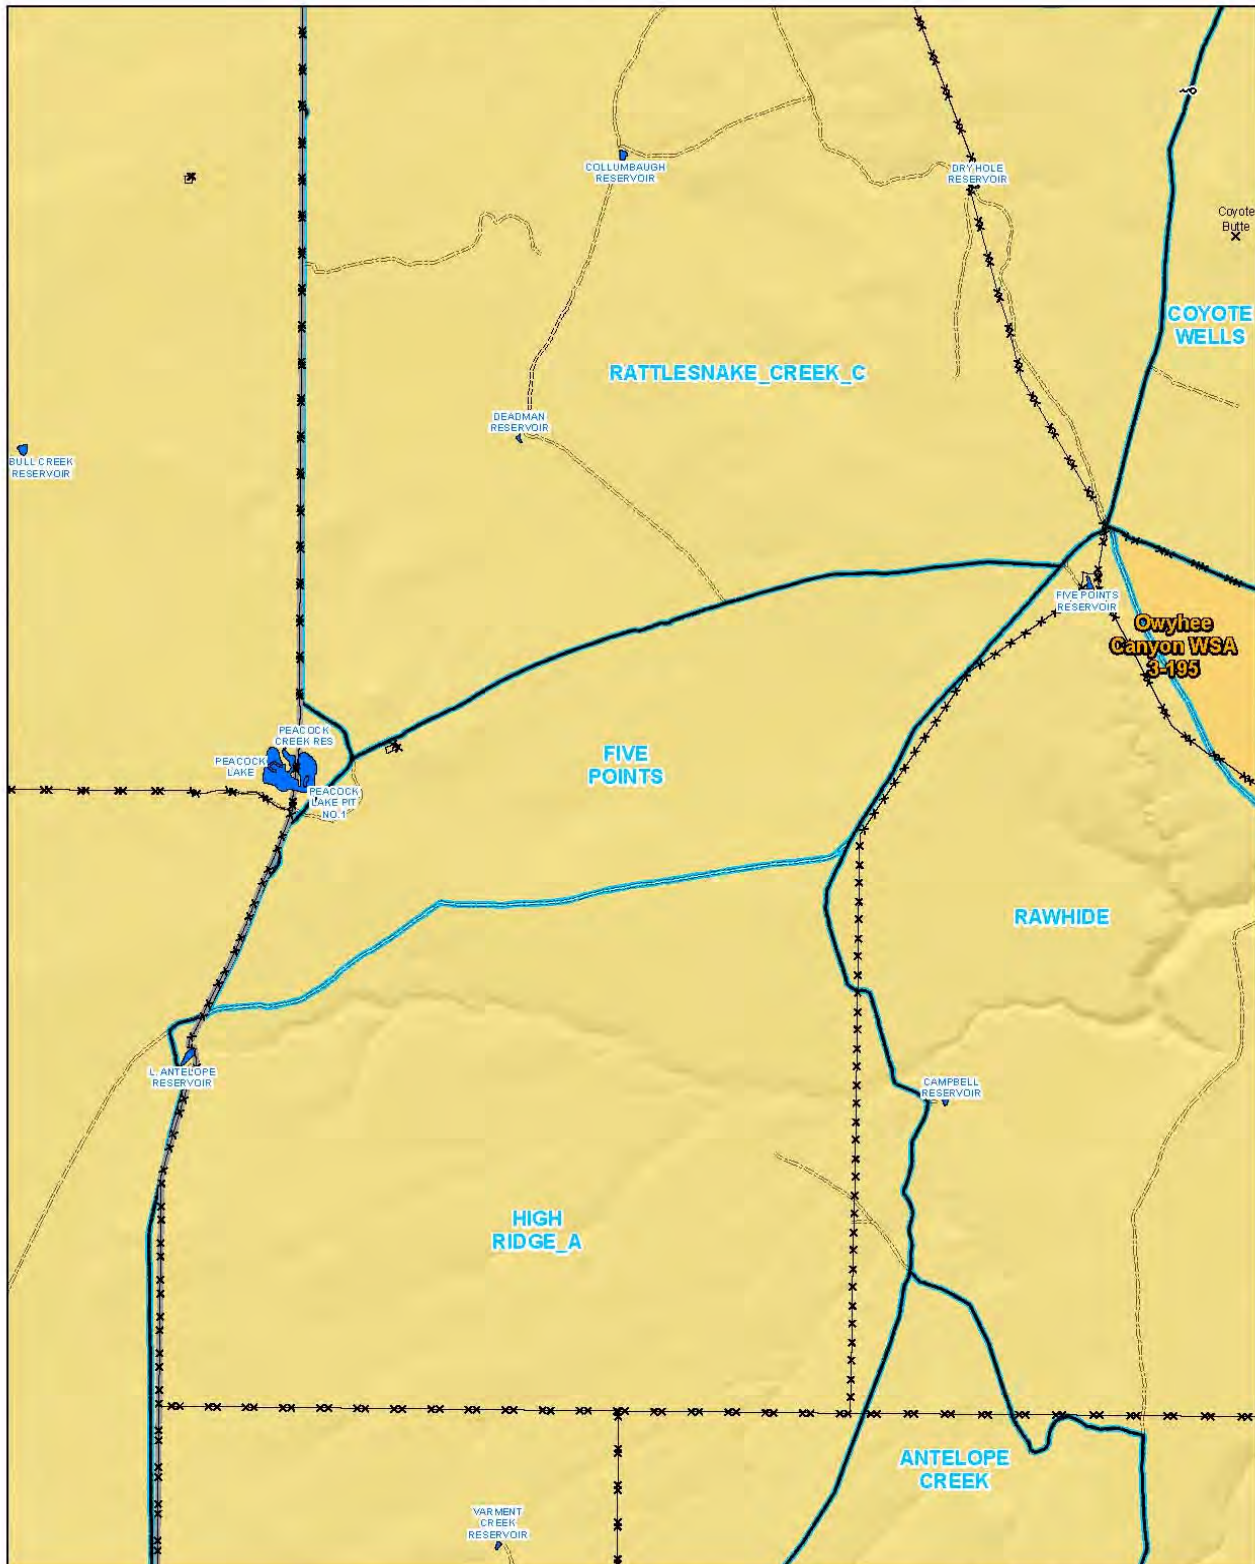 COLLUMBAUGH
RESERVOIR
DRY HOLE
RESERVOIR
Coyote
Butte
COYOTE
WELLS
RATTLESNAKE_CREEK_C
DEADMAN
RESERVOIR
BULL CREEK
RESERVOIR
FIVE POINTS
RESERVOIR
Owyhee
Canyon WSA
3-195
PEACOCK
CREEK RES
PEACOCK
LAKE
PEACOCK
LAKE PIT
NO.1
FIVE
POINTS
RAWHIDE
L. ANTELOPE
RESERVOIR
CAMPBELL
RESERVOIR
HIGH
RIDGE_A
ANTELOPE
CREEK
VARMENT
CREEK
RESERVOIR